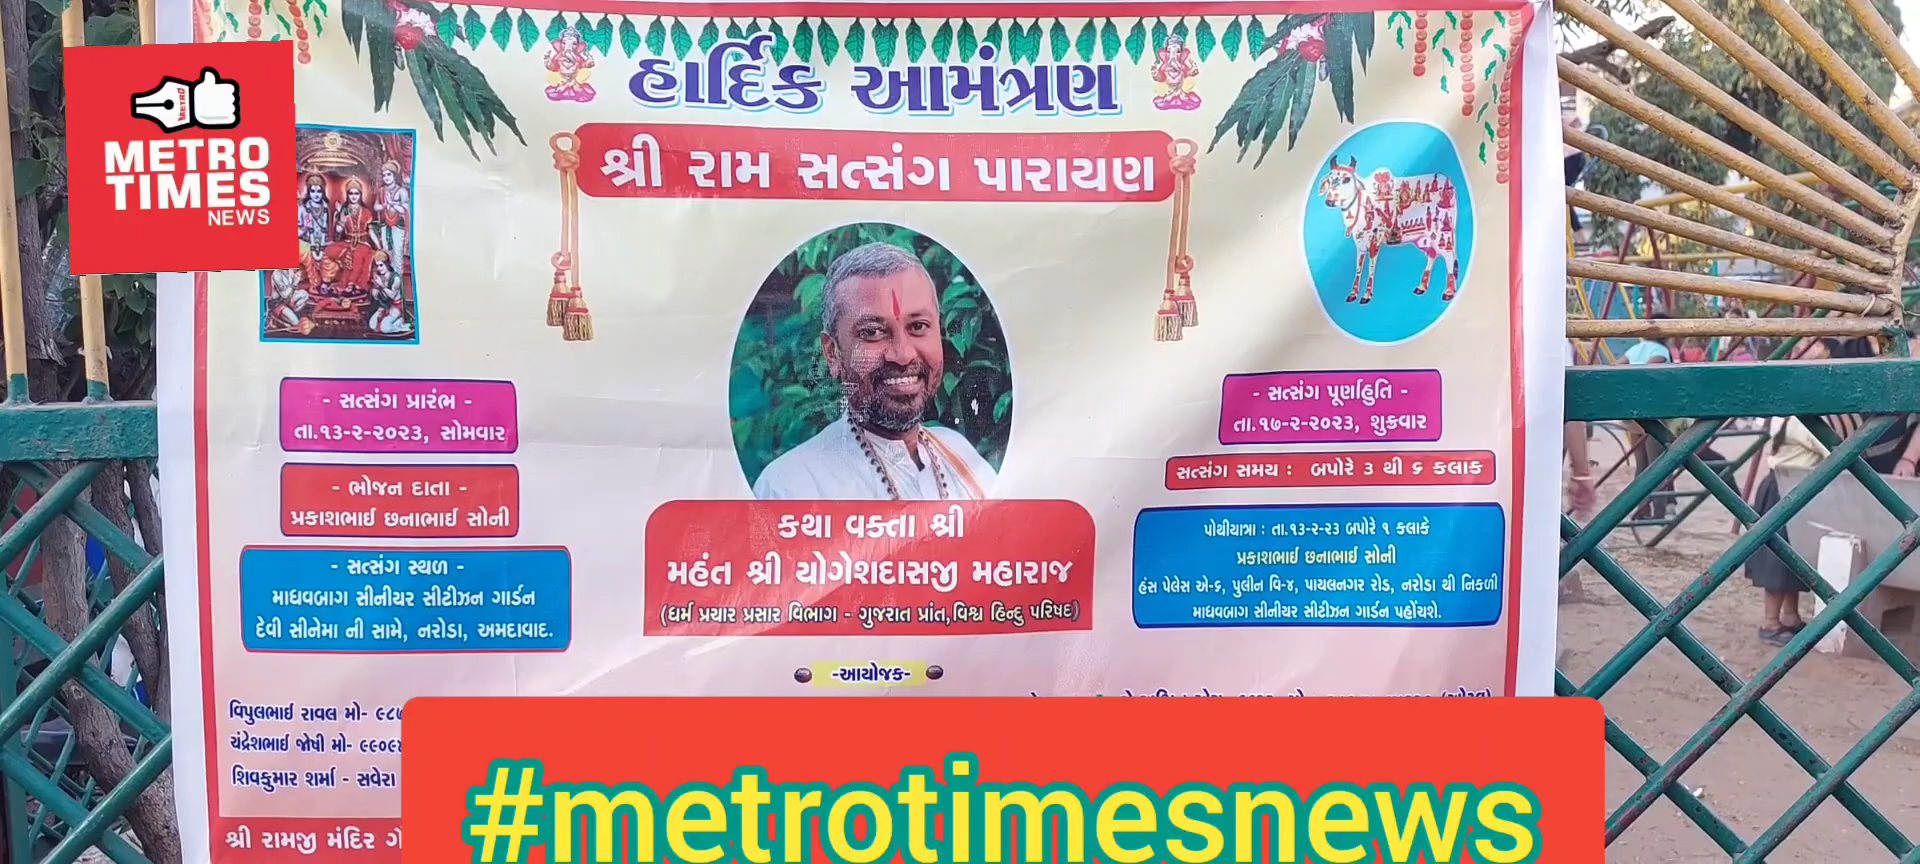 METRO
TIMES
NEWS
હાર્દિક આમંત્રણ
શ્રી રામ સત્સંગ પારાયણ
- સત્સંગ પ્રારંભ -
તા.૧૩-૨-૨૦૨૩, સોમવાર
- ભોજન દાતા -
પ્રકાશભાઈ છનાભાઈ સોની
- સત્સંગ સ્થળ -
માધવબાગ સીનીયર સીટીઝન ગાર્ડન
દેવી સીનેમા ની સામે, નરોડા, અમદાવાદ.
કથા વક્તા શ્રી
મહંત શ્રી યોગેશદાસજી મહારાજ
(ધર્મ પ્રચાર પ્રસાર વિભાગ - ગુજરાત પ્રાંત,વિશ્વ હિન્દુ પરિષદ)
- સત્સંગ પૂર્ણાહુતિ -
તા.૧૭-૨-૨૦૨૩, શુક્રવાર
સત્સંગ સમય : બપોરે ૩ થી ૬ કલાક
પોથીયાત્રા : તા.૧૩-૨-૨૩ બપોરે ૧ કલાકે
પ્રકાશભાઈ છનાભાઈ સોની
હંસ પેલેસ એ-૬, પુલીન વિ-૪, પાયલનગર રોડ, નરોડા થી નિકળી
માધવબાગ સીનીયર સીટીઝન ગાર્ડન પહોંચશે.
-આયોજક-
વિપુલભાઈ રાવલ મો- ૯૮૭
ચંદ્રેશભાઈ જોષી મો- ૯૯૦૯૪
શિવકુમાર શર્મા - સવેરા
શ્રી રામજી મંદિર
#metrotimesnews